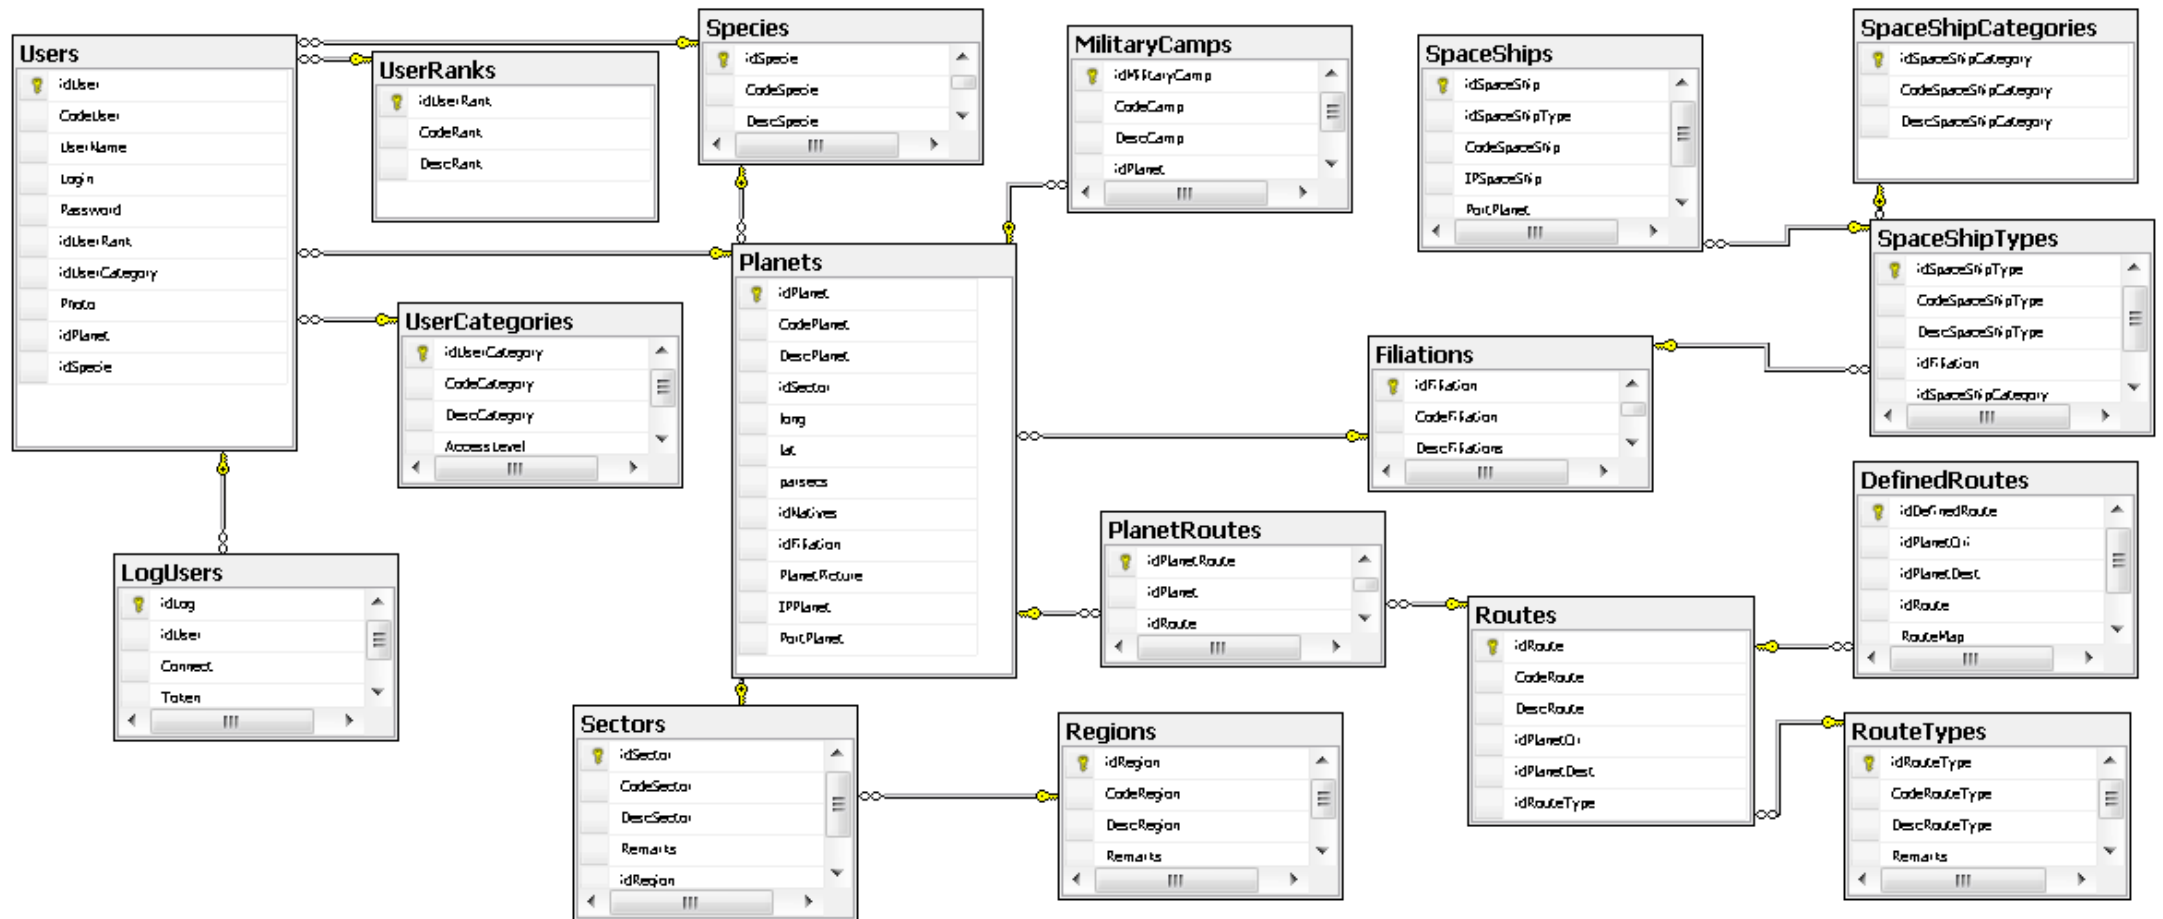 Users
idUser
CodeUser
UserName
Login
Password
idUserRank
idUserCategory
Photo
idPlanet
idSpecie
UserRanks
idUserRank
CodeRank
DescRank
Species
idSpecie
CodeSpecie
DescSpecie
MilitaryCamps
idMilitaryCamp
CodeCamp
DescCamp
idPlanet
SpaceShips
idSpaceShip
idSpaceShipType
CodeSpaceShip
IPSpaceShip
PortPlanet
SpaceShipCategories
idSpaceShipCategory
CodeSpaceShipCategory
DescSpaceShipCategory
SpaceShipTypes
idSpaceShipType
CodeSpaceShipType
DescSpaceShipType
idFiliation
idSpaceShipCategory
UserCategories
idUserCategory
CodeCategory
DescCategory
AccessLevel
Planets
idPlanet
CodePlanet
DescPlanet
idSector
long
lat
parsecs
idNatives
idFiliation
PlanetPicture
IPPlanet
PortPlanet
Filiations
idFiliation
CodeFiliation
DescFiliations
LogUsers
idLog
idUser
Connect
Token
PlanetRoutes
idPlanetRoute
idPlanet
idRoute
DefinedRoutes
idDefinedRoute
idPlanetOri
idPlanetDest
idRoute
RouteMap
Routes
idRoute
CodeRoute
DescRoute
idPlanetOr
idPlanetDest
idRouteType
Sectors
idSector
CodeSector
DescSector
Remarks
idRegion
Regions
idRegion
CodeRegion
DescRegion
Remarks
RouteTypes
idRouteType
CodeRouteType
DescRouteType
Remarks